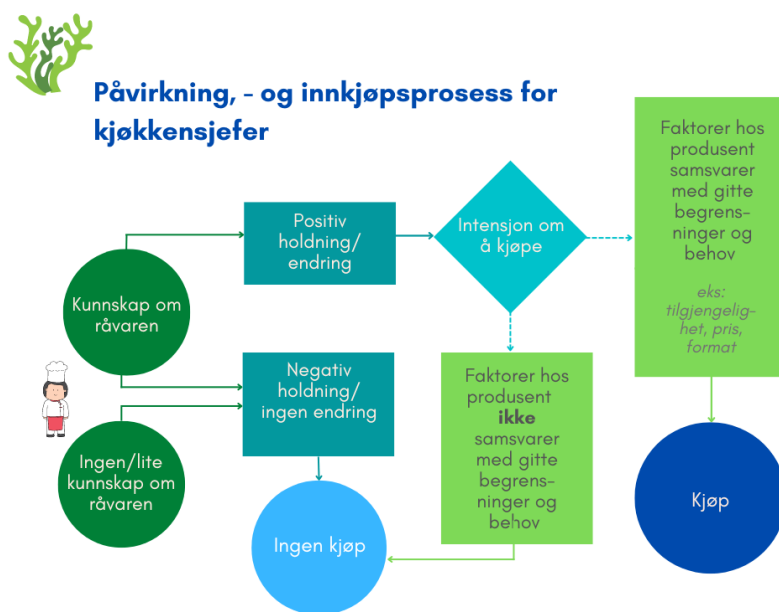 Påvirkning, - og innkjøpsprosess for
kjøkkensjefer
Kunnskap om
råvaren
Ingen/lite
kunnskap om
råvaren
Positiv
holdning/
endring
Negativ
holdning/
ingen endring
Intensjon om
å kjøpe
Faktorer hos
produsent
samsvarer
med gitte
begrens-
ninger og
behov
eks:
tilgjengelig-
het, pris,
format
Faktorer hos
produsent
ikke
samsvarer
med gitte
begrens-
ninger og
behov
Ingen kjøp
Kjøp